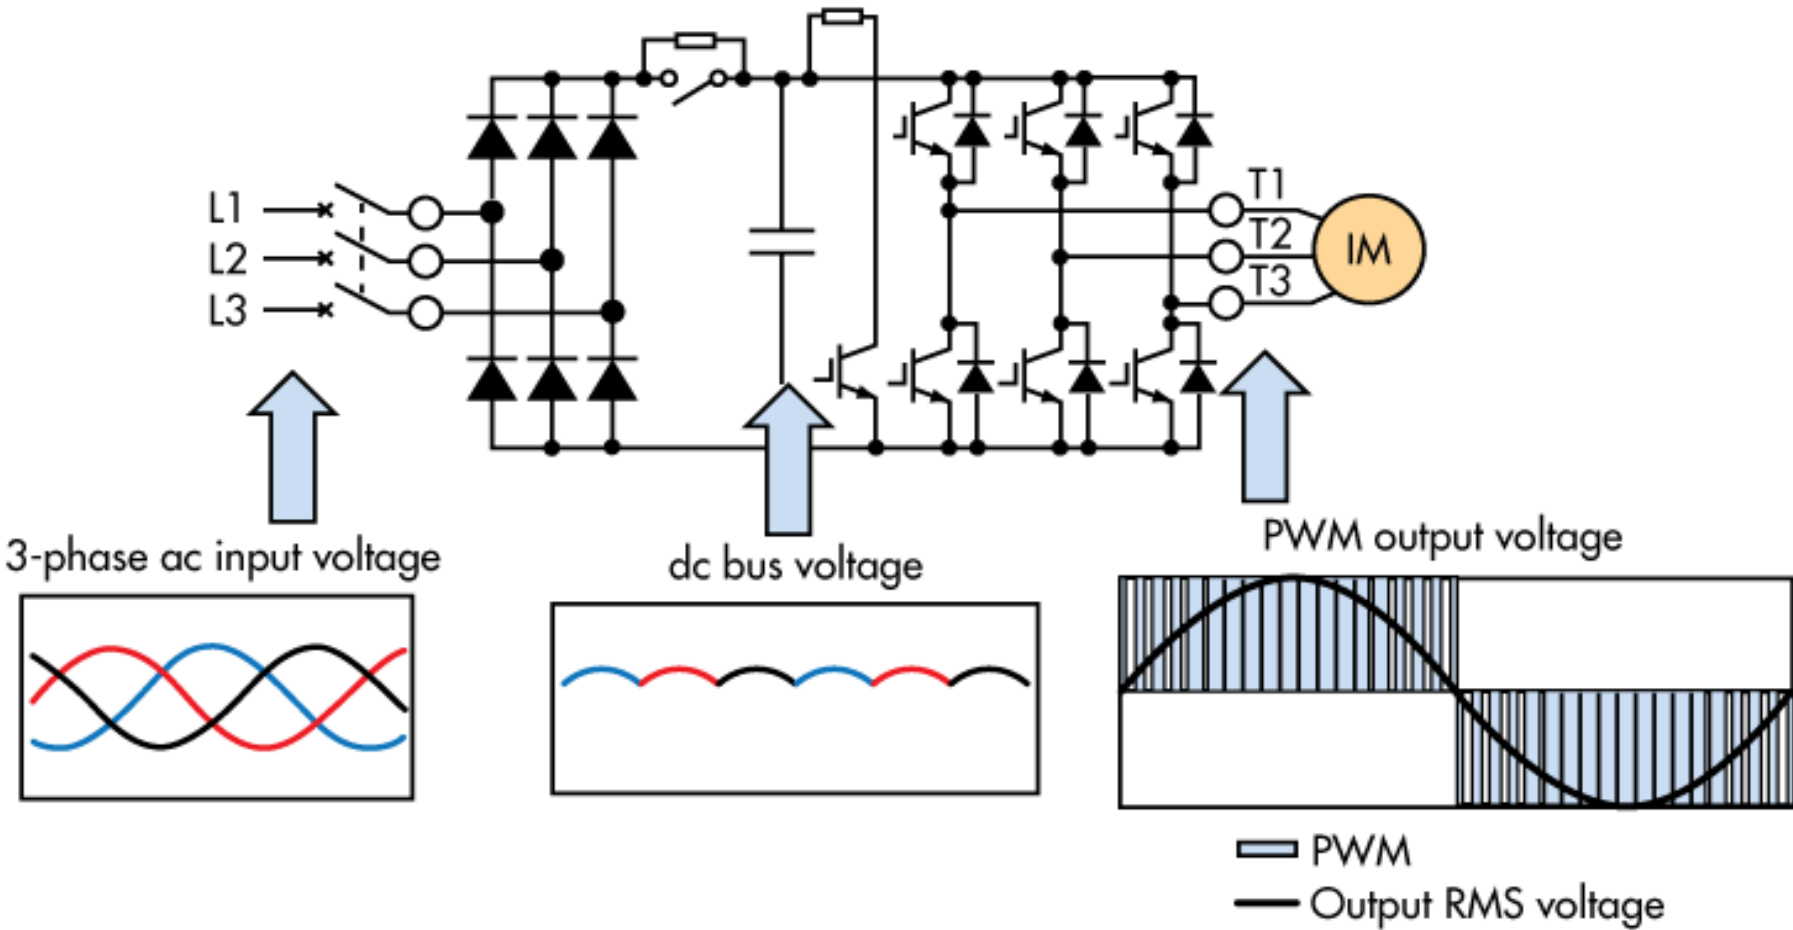 L1
L2
L3
T1
T2
T3
IM
3-phase ac input voltage
dc bus voltage
PWM output voltage
PWM
Output RMS voltage